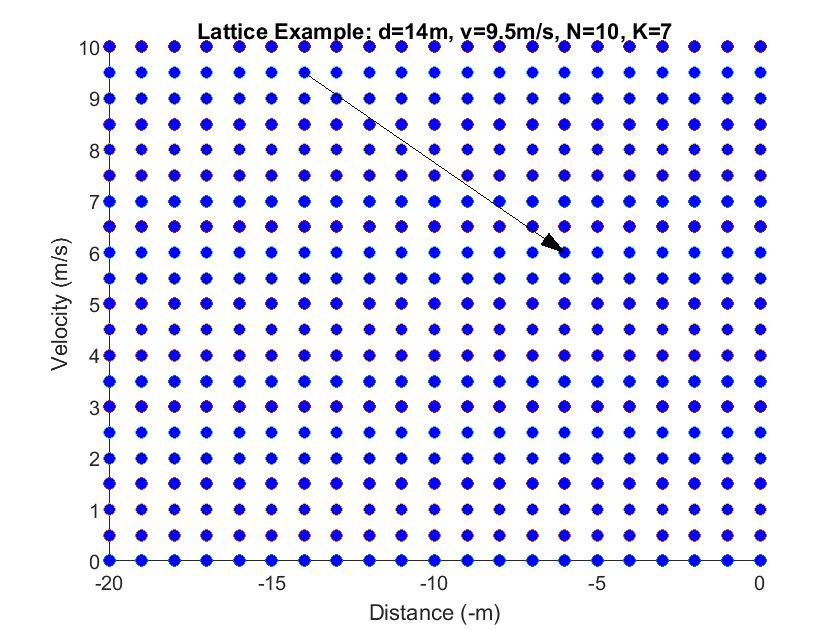 Lattice Example: d=14m, v=9.5m/s, N=10, K=7
10
9
8
7
6
5
4
3
2
1
0
Velocity (m/s)
-20 -15 -10 -5 0
Distance (-m)